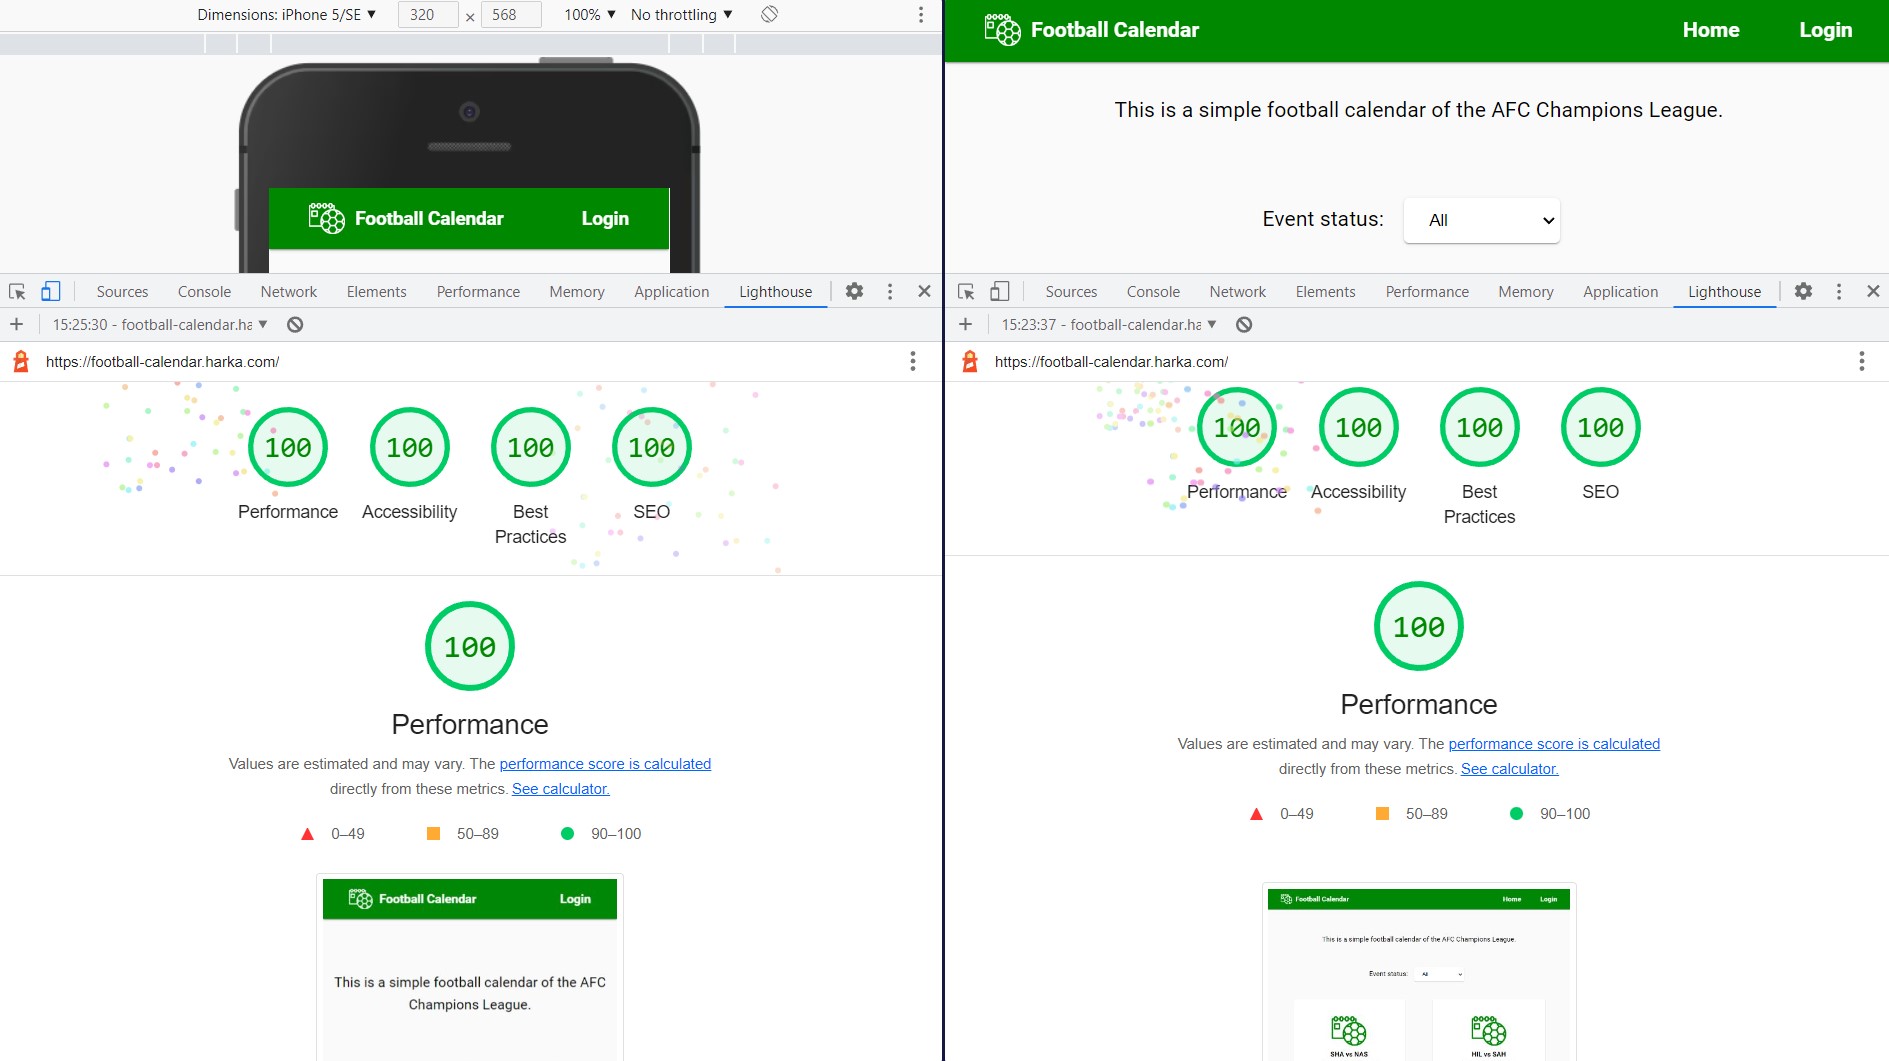 Dimensions: iPhone 5/SE ▼ 320 × 568 100% ▼ No throttling ▼
Football Calendar Login
Sources Console Network Elements Performance Memory Application Lighthouse
15:25:30 - football-calendar.ha ▼
https://football-calendar.harka.com/
100 100 100 100
Performance Accessibility Best Practices SEO
100
Performance
Values are estimated and may vary. The performance score is calculated
directly from these metrics. See calculator.
0–49 50–89 90–100
Football Calendar Login
This is a simple football calendar of the AFC
Champions League.
Football Calendar Home Login
This is a simple football calendar of the AFC Champions League.
Event status: All
Sources Console Network Elements Performance Memory Application Lighthouse
15:23:37 - football-calendar.ha ▼
https://football-calendar.harka.com/
100 100 100 100
Performance Accessibility Best Practices SEO
100
Performance
Values are estimated and may vary. The performance score is calculated
directly from these metrics. See calculator.
0–49 50–89 90–100
Football Calendar Home Login
This is a simple football calendar of the AFC Champions League.
Event status: All
SHA vs NAS HIL vs SAH